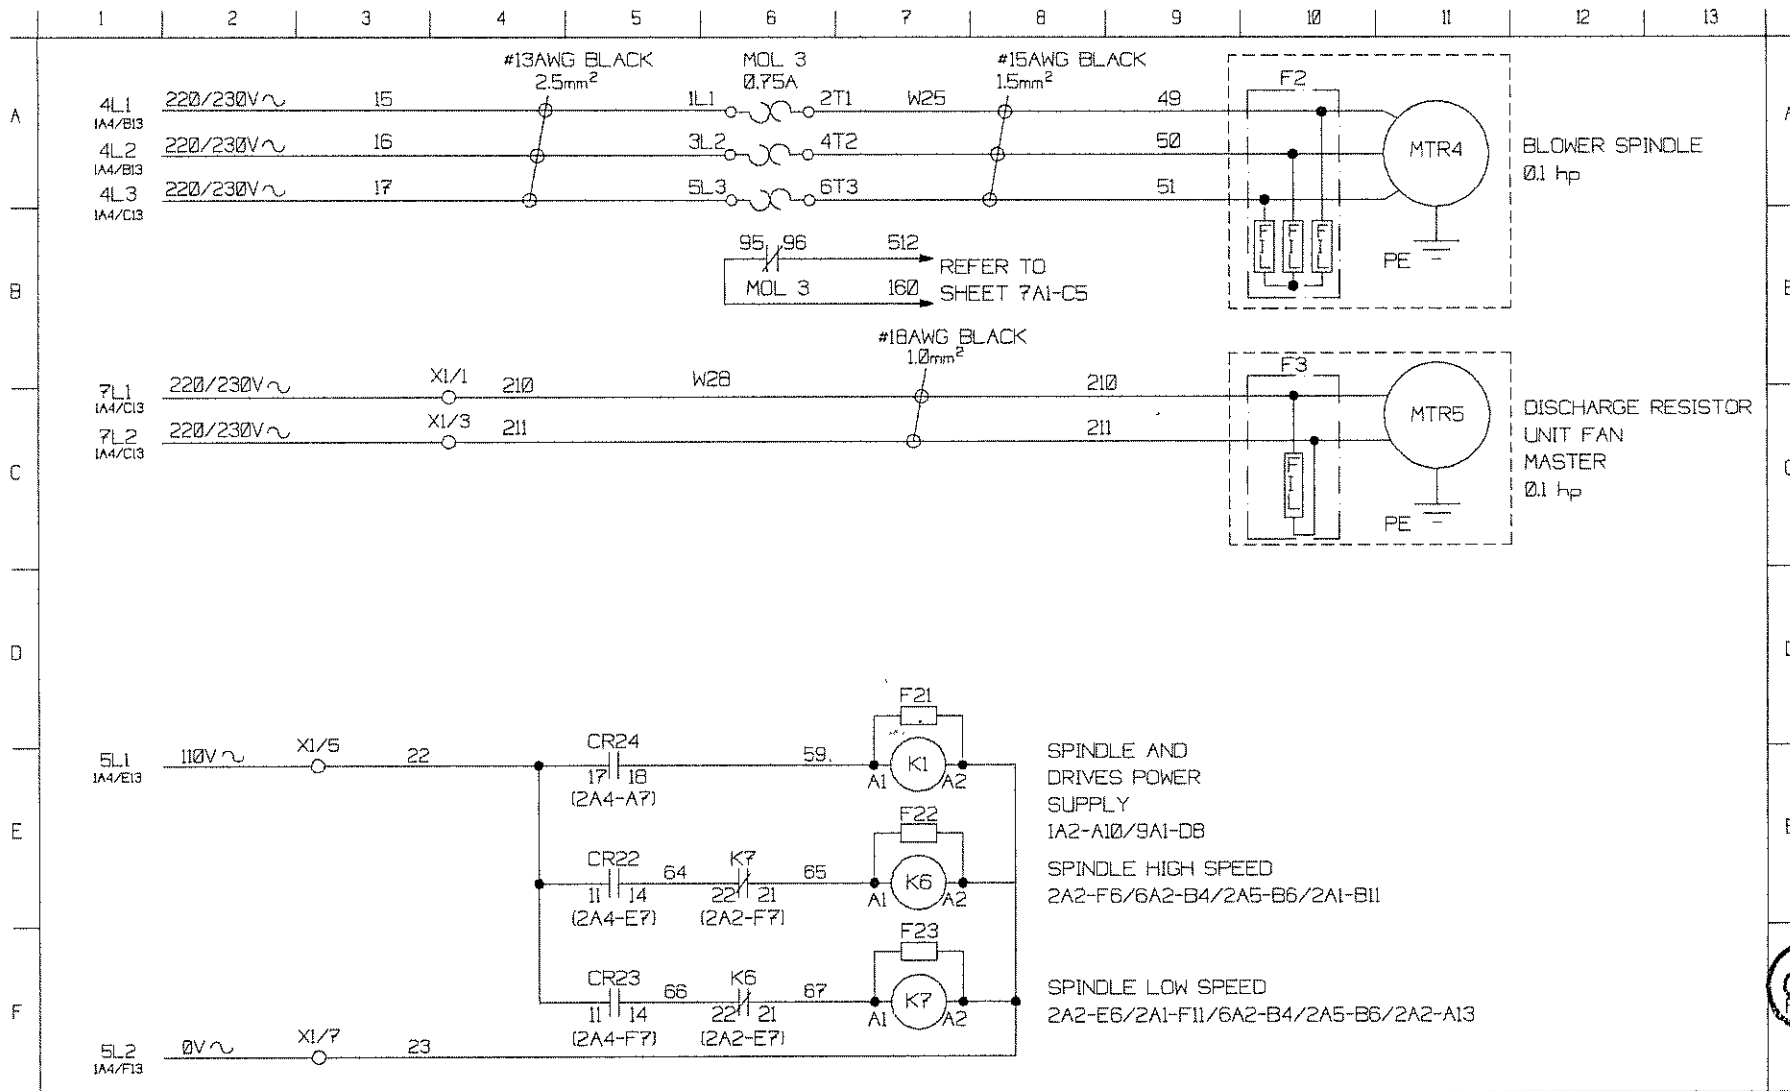 1 2 3 4 5 6 7 8 9 10 11 12 13
A
#13AWG BLACK
2.5mm²
MOL 3
0.75A
#15AWG BLACK
1.5mm²
4L1
1A4/B13
220/230V~ 15 1L1 2T1 W25 49
4L2
1A4/B13
220/230V~ 16 3L2 4T2 50
4L3
1A4/C13
220/230V~ 17 5L3 6T3 51
F2
MTR4
BLOWER SPINDLE
0.1 hp
FIL FIL FIL
PE
B
95 96 512
MOL 3 160
REFER TO
SHEET 7A1-C5
#18AWG BLACK
1.0mm²
7L1
1A4/C13
220/230V~ X1/1 210 W28 210
7L2
1A4/C13
220/230V~ X1/3 211 211
F3
MTR5
FIL
PE
DISCHARGE RESISTOR
UNIT FAN
MASTER
0.1 hp
C
D
E
5L1
1A4/E13
110V~ X1/5 22
CR24
17 18
(2A4-A7)
59
F21
A1 K1 A2
SPINDLE AND
DRIVES POWER
SUPPLY
1A2-A10/9A1-D8
CR22
11 14
(2A4-E7)
64
K7
22 21
(2A2-F7)
65
F22
A1 K6 A2
SPINDLE HIGH SPEED
2A2-F6/6A2-B4/2A5-B6/2A1-B11
F
CR23
11 14
(2A4-F7)
66
K6
22 21
(2A2-E7)
67
F23
A1 K7 A2
SPINDLE LOW SPEED
2A2-E6/2A1-F11/6A2-B4/2A5-B6/2A2-A13
5L2
1A4/F13
0V~ X1/7 23